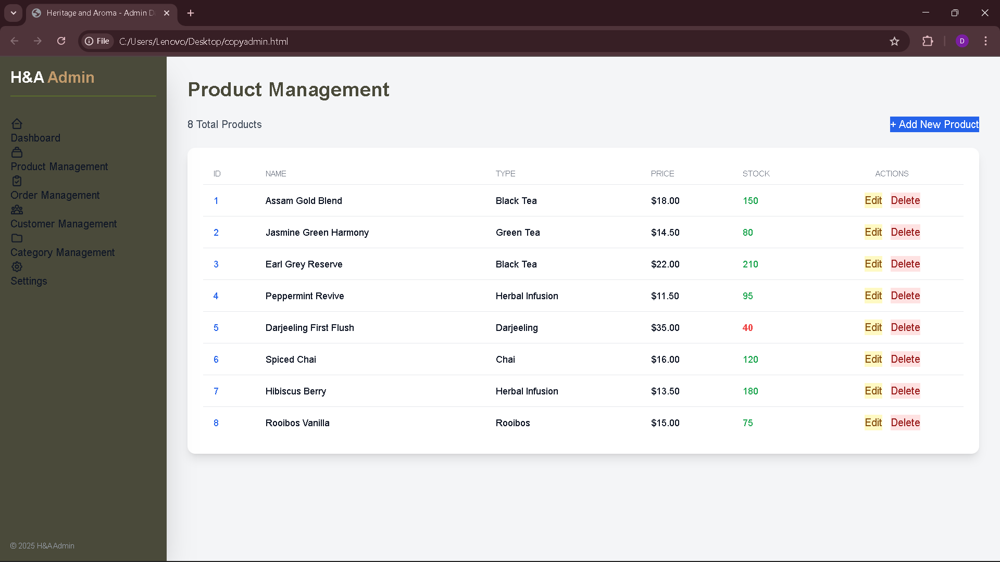 Heritage and Aroma - Admin D
File C:/Users/Lenovo/Desktop/copyadmin.html
D
H&A Admin
Dashboard
Product Management
Order Management
Customer Management
Category Management
Settings
© 2025 H&A Admin
Product Management
8 Total Products
+ Add New Product
ID NAME TYPE PRICE STOCK ACTIONS
1 Assam Gold Blend Black Tea $18.00 150 Edit Delete
2 Jasmine Green Harmony Green Tea $14.50 80 Edit Delete
3 Earl Grey Reserve Black Tea $22.00 210 Edit Delete
4 Peppermint Revive Herbal Infusion $11.50 95 Edit Delete
5 Darjeeling First Flush Darjeeling $35.00 40 Edit Delete
6 Spiced Chai Chai $16.00 120 Edit Delete
7 Hibiscus Berry Herbal Infusion $13.50 180 Edit Delete
8 Rooibos Vanilla Rooibos $15.00 75 Edit Delete